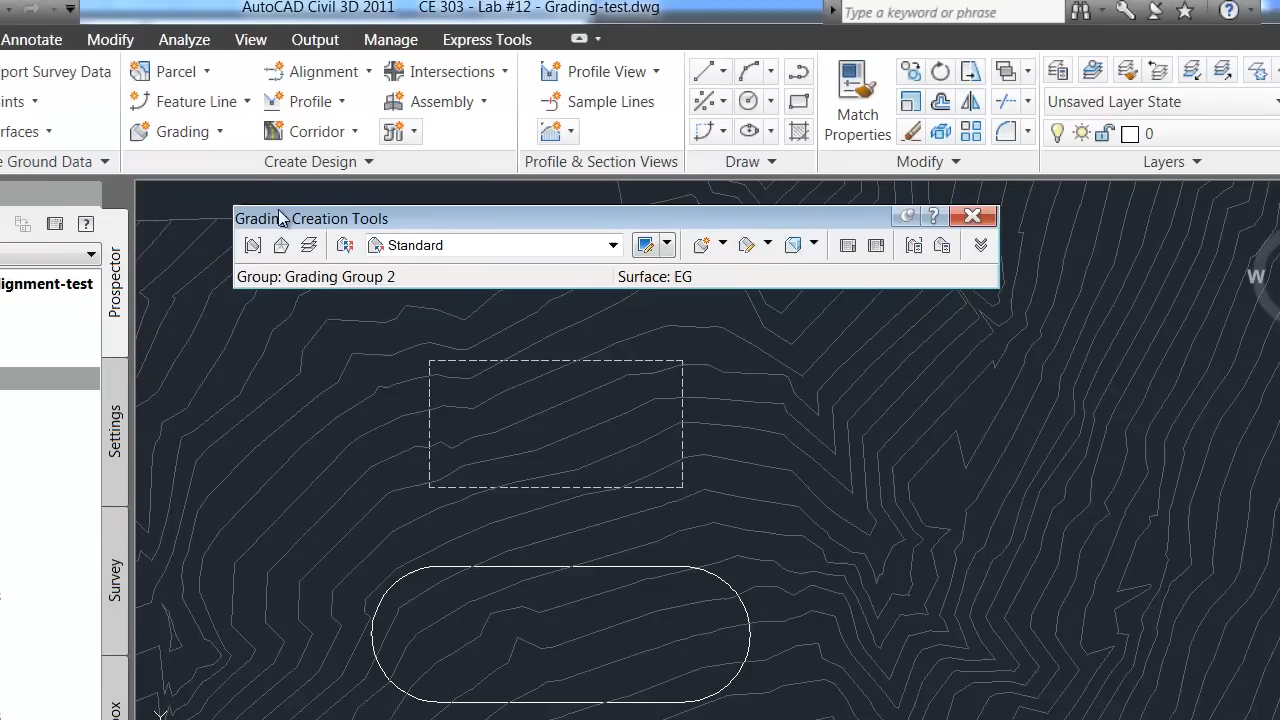 AutoCAD Civil 3D 2011 CE 303 - Lab #12 - Grading-test.dwg Type a keyword or phrase
Annotate Modify Analyze View Output Manage Express Tools
port Survey Data Parcel Alignment Intersections Profile View
ints Feature Line Profile Assembly Sample Lines Match Properties Unsaved Layer State
rfaces Grading Corridor 0
e Ground Data Create Design Profile & Section Views Draw Modify Layers
Grading Creation Tools
Standard
Group: Grading Group 2 Surface: EG
ignment-test
Prospector
Settings
Survey
box
W